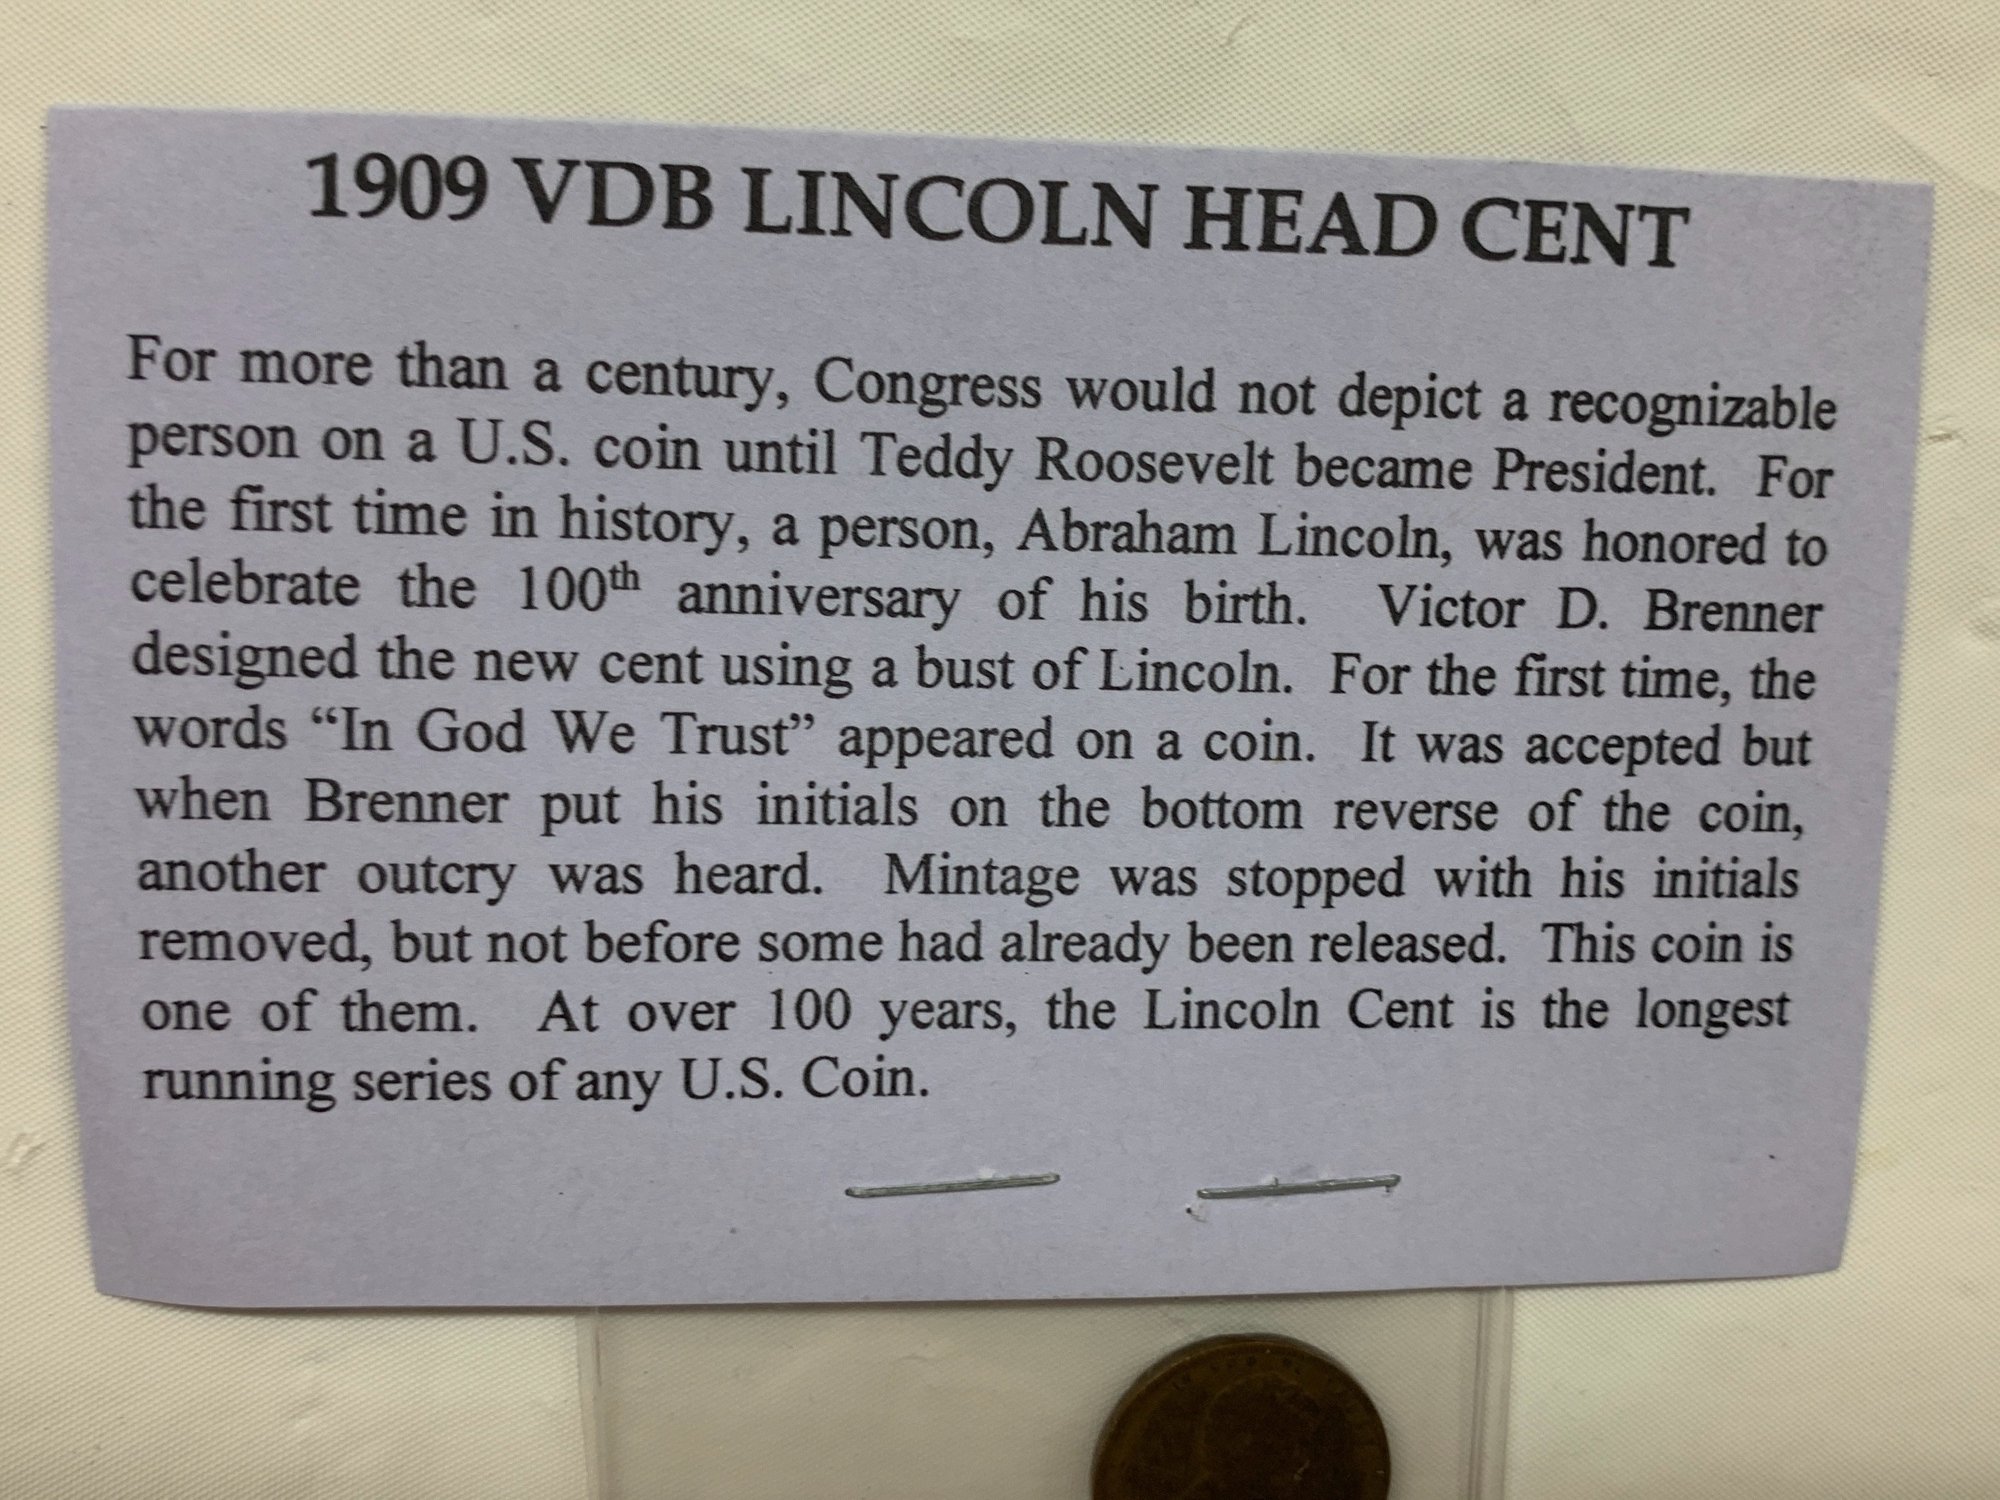 1909 VDB LINCOLN HEAD CENT
For more than a century, Congress would not depict a recognizable
person on a U.S. coin until Teddy Roosevelt became President. For
the first time in history, a person, Abraham Lincoln, was honored to
celebrate the 100th anniversary of his birth. Victor D. Brenner
designed the new cent using a bust of Lincoln. For the first time, the
words “In God We Trust” appeared on a coin. It was accepted but
when Brenner put his initials on the bottom reverse of the coin,
another outcry was heard. Mintage was stopped with his initials
removed, but not before some had already been released. This coin is
one of them. At over 100 years, the Lincoln Cent is the longest
running series of any U.S. Coin.